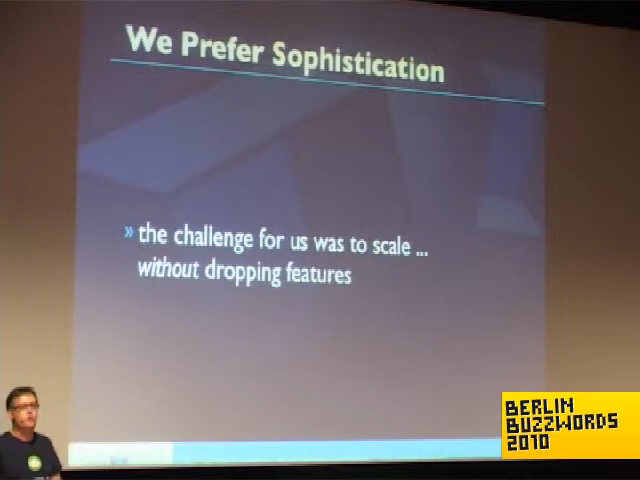 We Prefer Sophistication
» the challenge for us was to scale ...
without dropping features
BERLIN
BUZZWORDS
2010